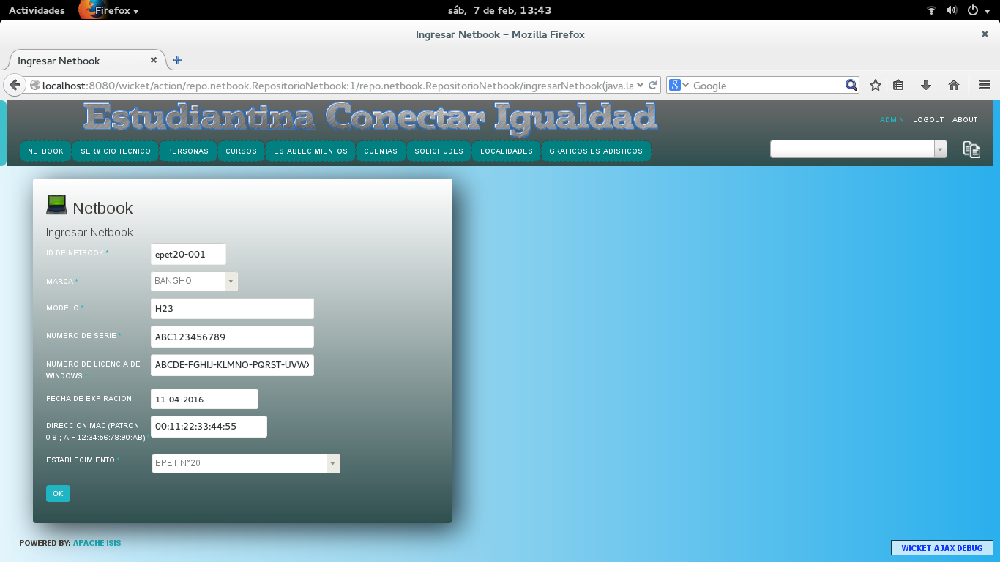 Actividades Firefox sáb, 7 de feb, 13:43
Ingresar Netbook – Mozilla Firefox
Ingresar Netbook
localhost:8080/wicket/action/repo.netbook.RepositorioNetbook:1/repo.netbook.RepositorioNetbook/ingresarNetbook(java.la Google
Estudiantina Conectar Igualdad
ADMIN LOGOUT ABOUT
NETBOOK SERVICIO TECNICO PERSONAS CURSOS ESTABLECIMIENTOS CUENTAS SOLICITUDES LOCALIDADES GRAFICOS ESTADISTICOS
Netbook
Ingresar Netbook
ID DE NETBOOK * epet20-001
MARCA * BANGHO
MODELO * H23
NUMERO DE SERIE * ABC123456789
NUMERO DE LICENCIA DE ABCDE-FGHIJ-KLMNO-PQRST-UVWX
WINDOWS *
FECHA DE EXPIRACION 11-04-2016
DIRECCION MAC (PATRON 00:11:22:33:44:55
0-9 ; A-F 12:34:56:78:90:AB) *
ESTABLECIMIENTO * EPET N°20
OK
POWERED BY: APACHE ISIS
WICKET AJAX DEBUG